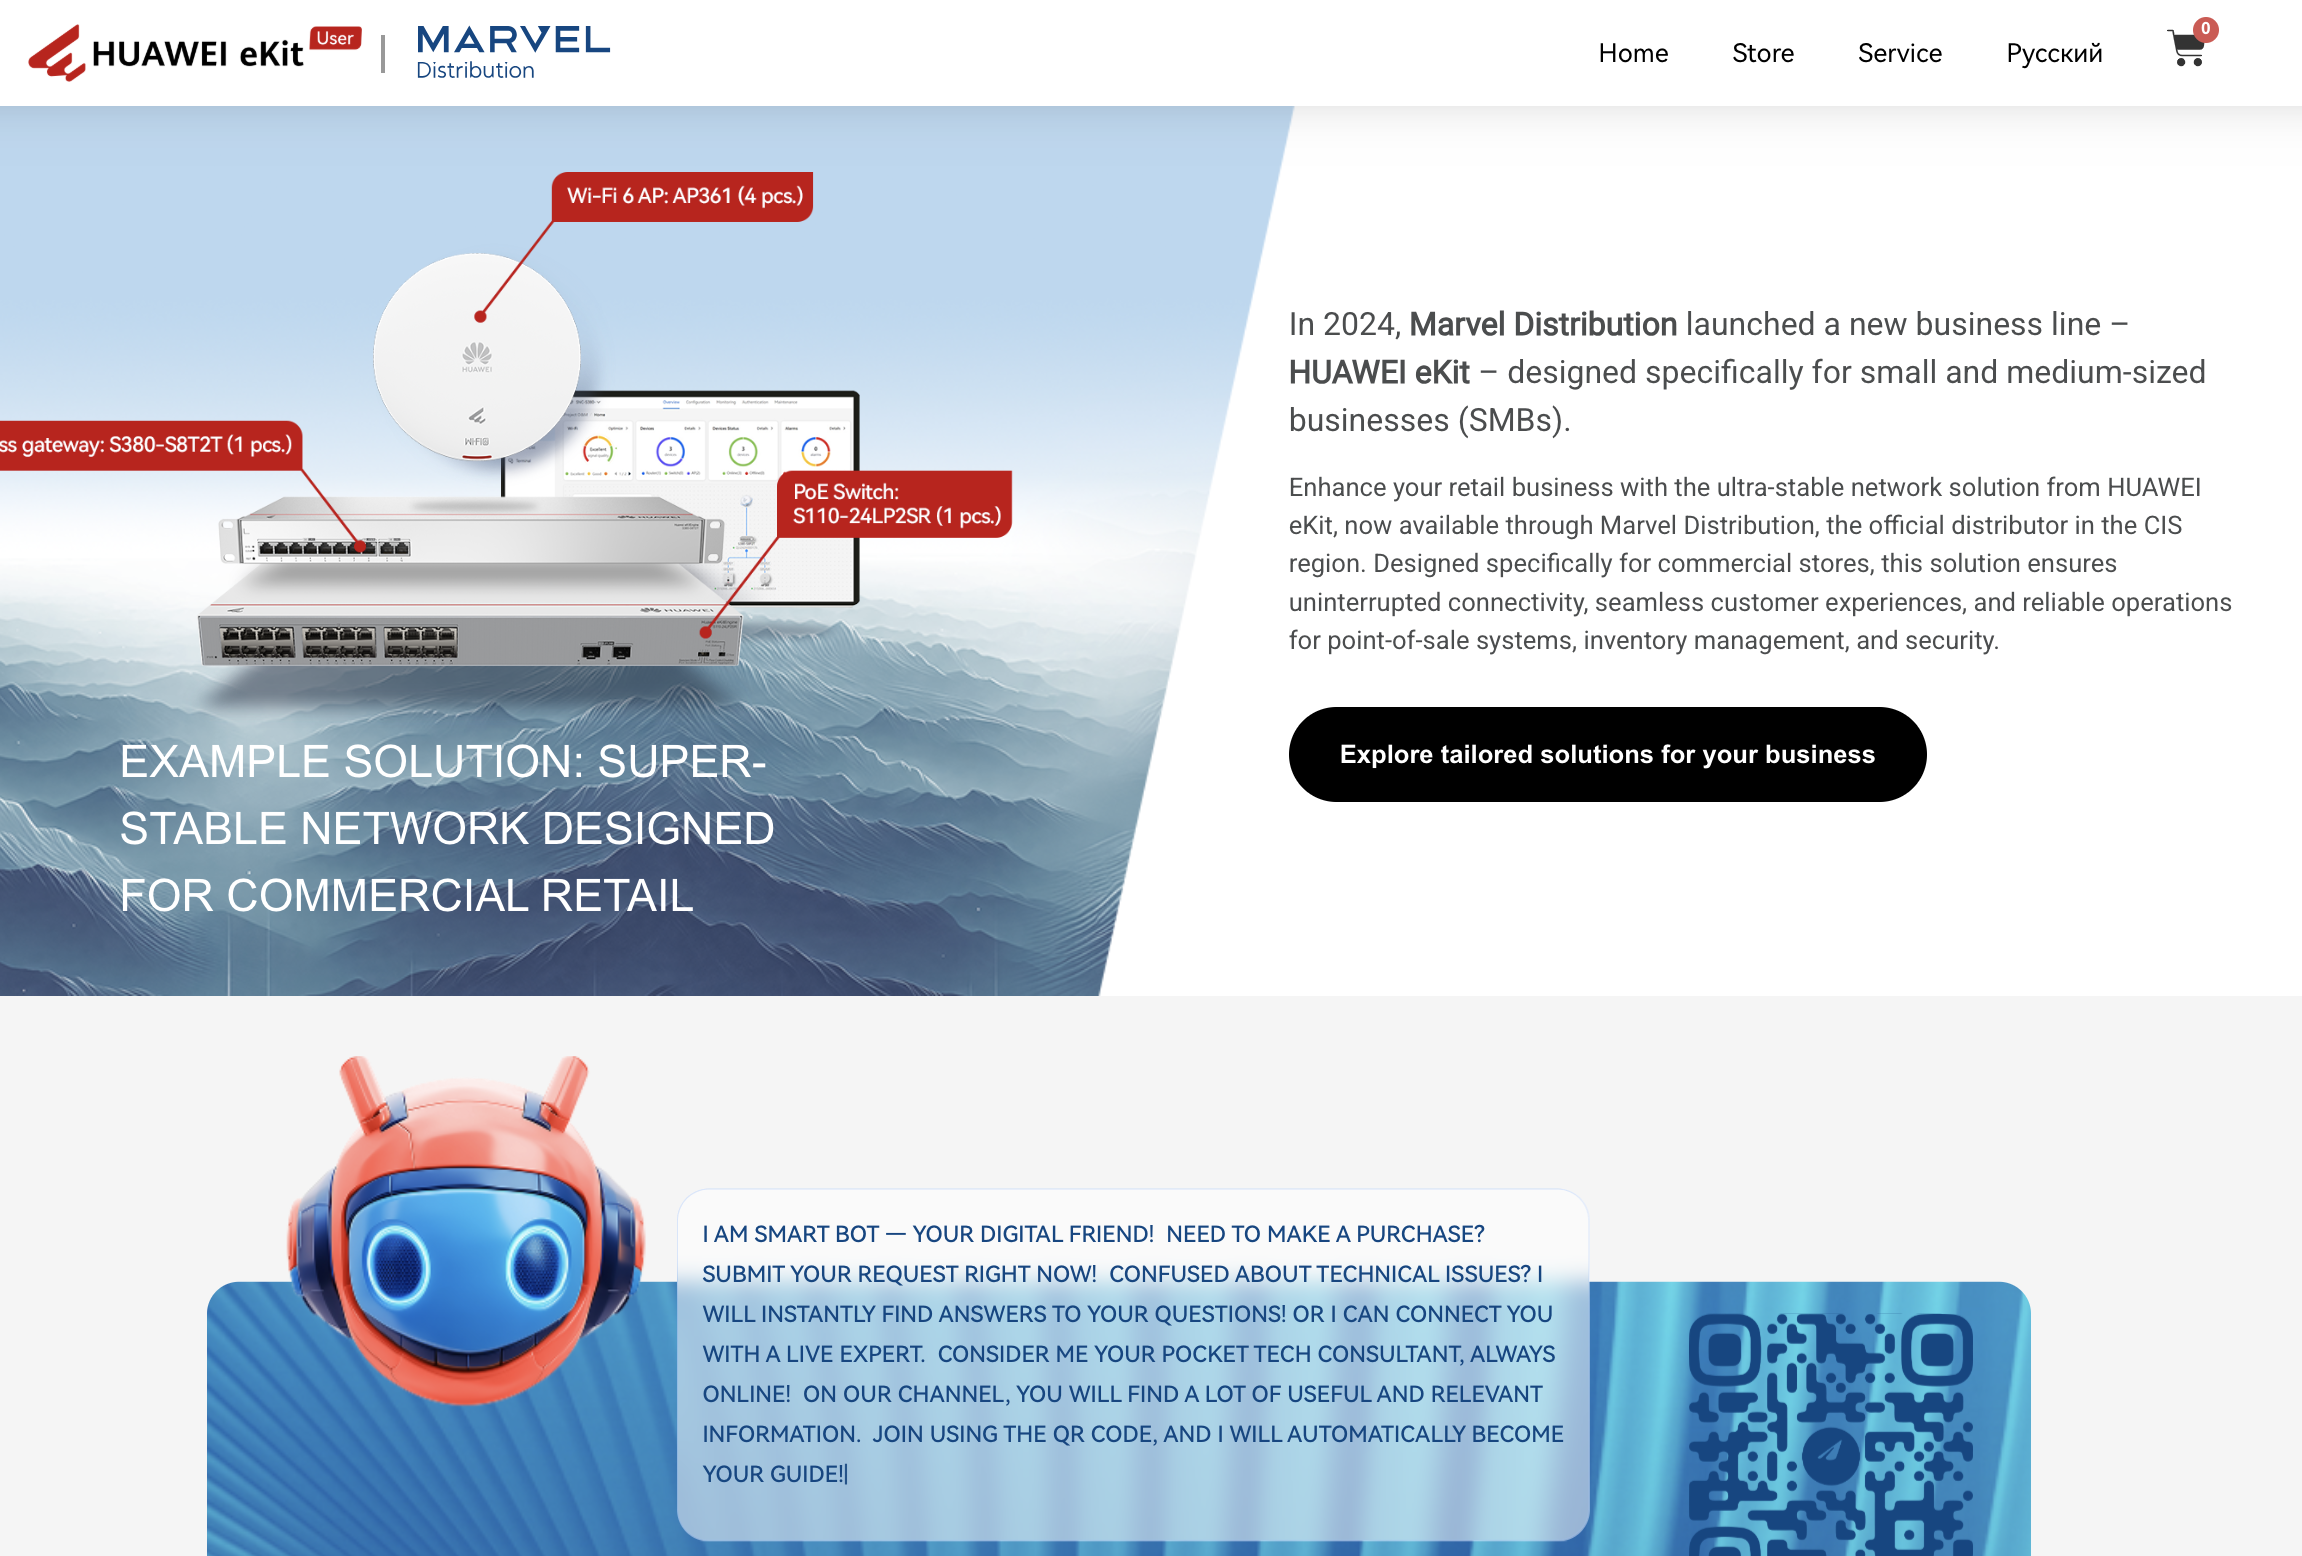 HUAWEI eKit User
MARVEL
Distribution
Home
Store
Service
Русский
0
Wi-Fi 6 AP: AP361 (4 pcs.)
HUAWEI
ss gateway: S380-S8T2T (1 pcs.)
PoE Switch:
S110-24LP2SR (1 pcs.)
HUAWEI
EXAMPLE SOLUTION: SUPER-
STABLE NETWORK DESIGNED
FOR COMMERCIAL RETAIL
In 2024, Marvel Distribution launched a new business line –
HUAWEI eKit – designed specifically for small and medium-sized
businesses (SMBs).
Enhance your retail business with the ultra-stable network solution from HUAWEI
eKit, now available through Marvel Distribution, the official distributor in the CIS
region. Designed specifically for commercial stores, this solution ensures
uninterrupted connectivity, seamless customer experiences, and reliable operations
for point-of-sale systems, inventory management, and security.
Explore tailored solutions for your business
I AM SMART BOT — YOUR DIGITAL FRIEND! NEED TO MAKE A PURCHASE?
SUBMIT YOUR REQUEST RIGHT NOW! CONFUSED ABOUT TECHNICAL ISSUES? I
WILL INSTANTLY FIND ANSWERS TO YOUR QUESTIONS! OR I CAN CONNECT YOU
WITH A LIVE EXPERT. CONSIDER ME YOUR POCKET TECH CONSULTANT, ALWAYS
ONLINE! ON OUR CHANNEL, YOU WILL FIND A LOT OF USEFUL AND RELEVANT
INFORMATION. JOIN USING THE QR CODE, AND I WILL AUTOMATICALLY BECOME
YOUR GUIDE!